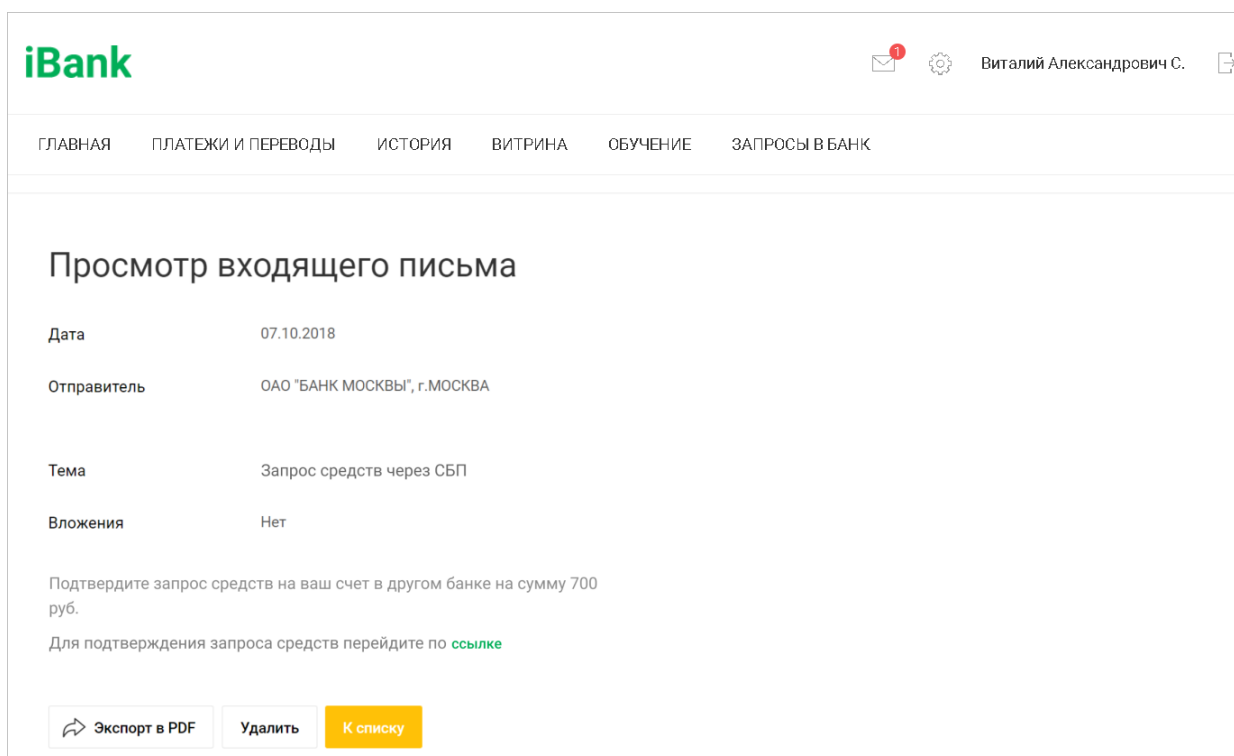 iBank
1
Виталий Александрович С.
ГЛАВНАЯ ПЛАТЕЖИ И ПЕРЕВОДЫ ИСТОРИЯ ВИТРИНА ОБУЧЕНИЕ ЗАПРОСЫ В БАНК
Просмотр входящего письма
Дата 07.10.2018
Отправитель ОАО "БАНК МОСКВЫ", г.МОСКВА
Тема Запрос средств через СБП
Вложения Нет
Подтвердите запрос средств на ваш счет в другом банке на сумму 700
руб.
Для подтверждения запроса средств перейдите по ссылке
Экспорт в PDF Удалить К списку